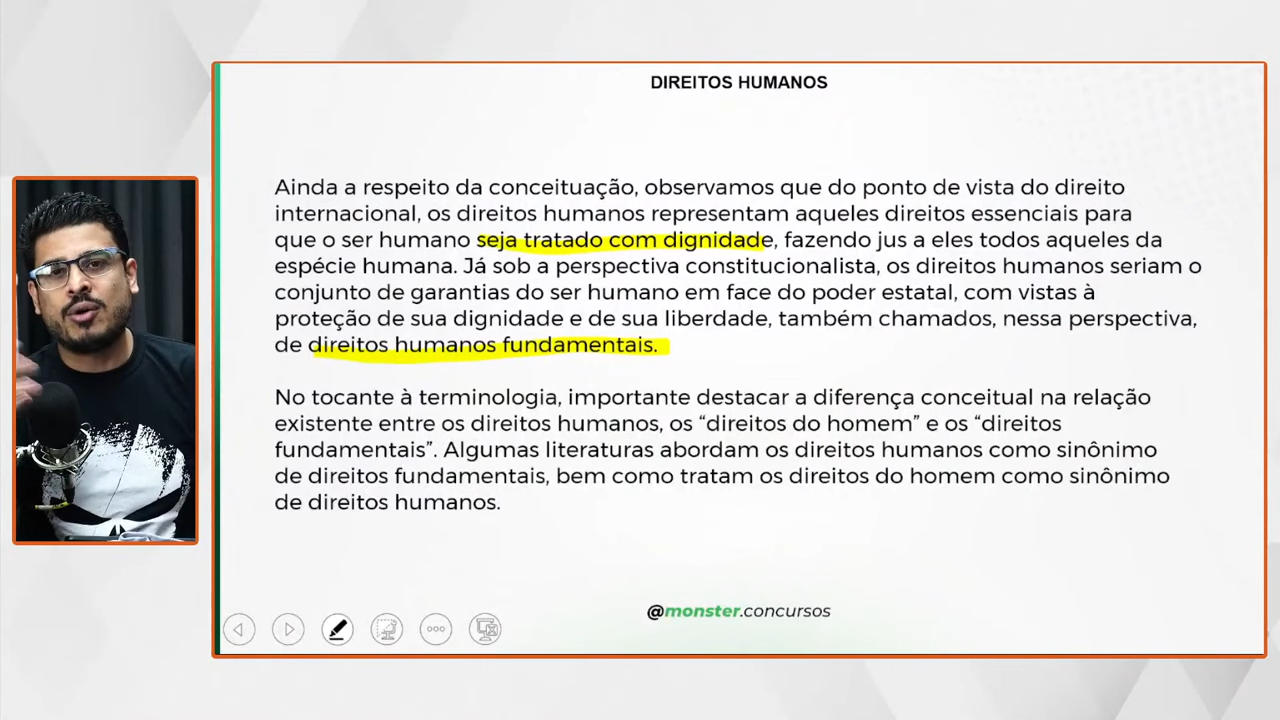 DIREITOS HUMANOS
Ainda a respeito da conceituação, observamos que do ponto de vista do direito
internacional, os direitos humanos representam aqueles direitos essenciais para
que o ser humano seja tratado com dignidade, fazendo jus a eles todos aqueles da
espécie humana. Já sob a perspectiva constitucionalista, os direitos humanos seriam o
conjunto de garantias do ser humano em face do poder estatal, com vistas à
proteção de sua dignidade e de sua liberdade, também chamados, nessa perspectiva,
de direitos humanos fundamentais.
No tocante à terminologia, importante destacar a diferença conceitual na relação
existente entre os direitos humanos, os “direitos do homem” e os “direitos
fundamentais”. Algumas literaturas abordam os direitos humanos como sinônimo
de direitos fundamentais, bem como tratam os direitos do homem como sinônimo
de direitos humanos.
@monster.concursos